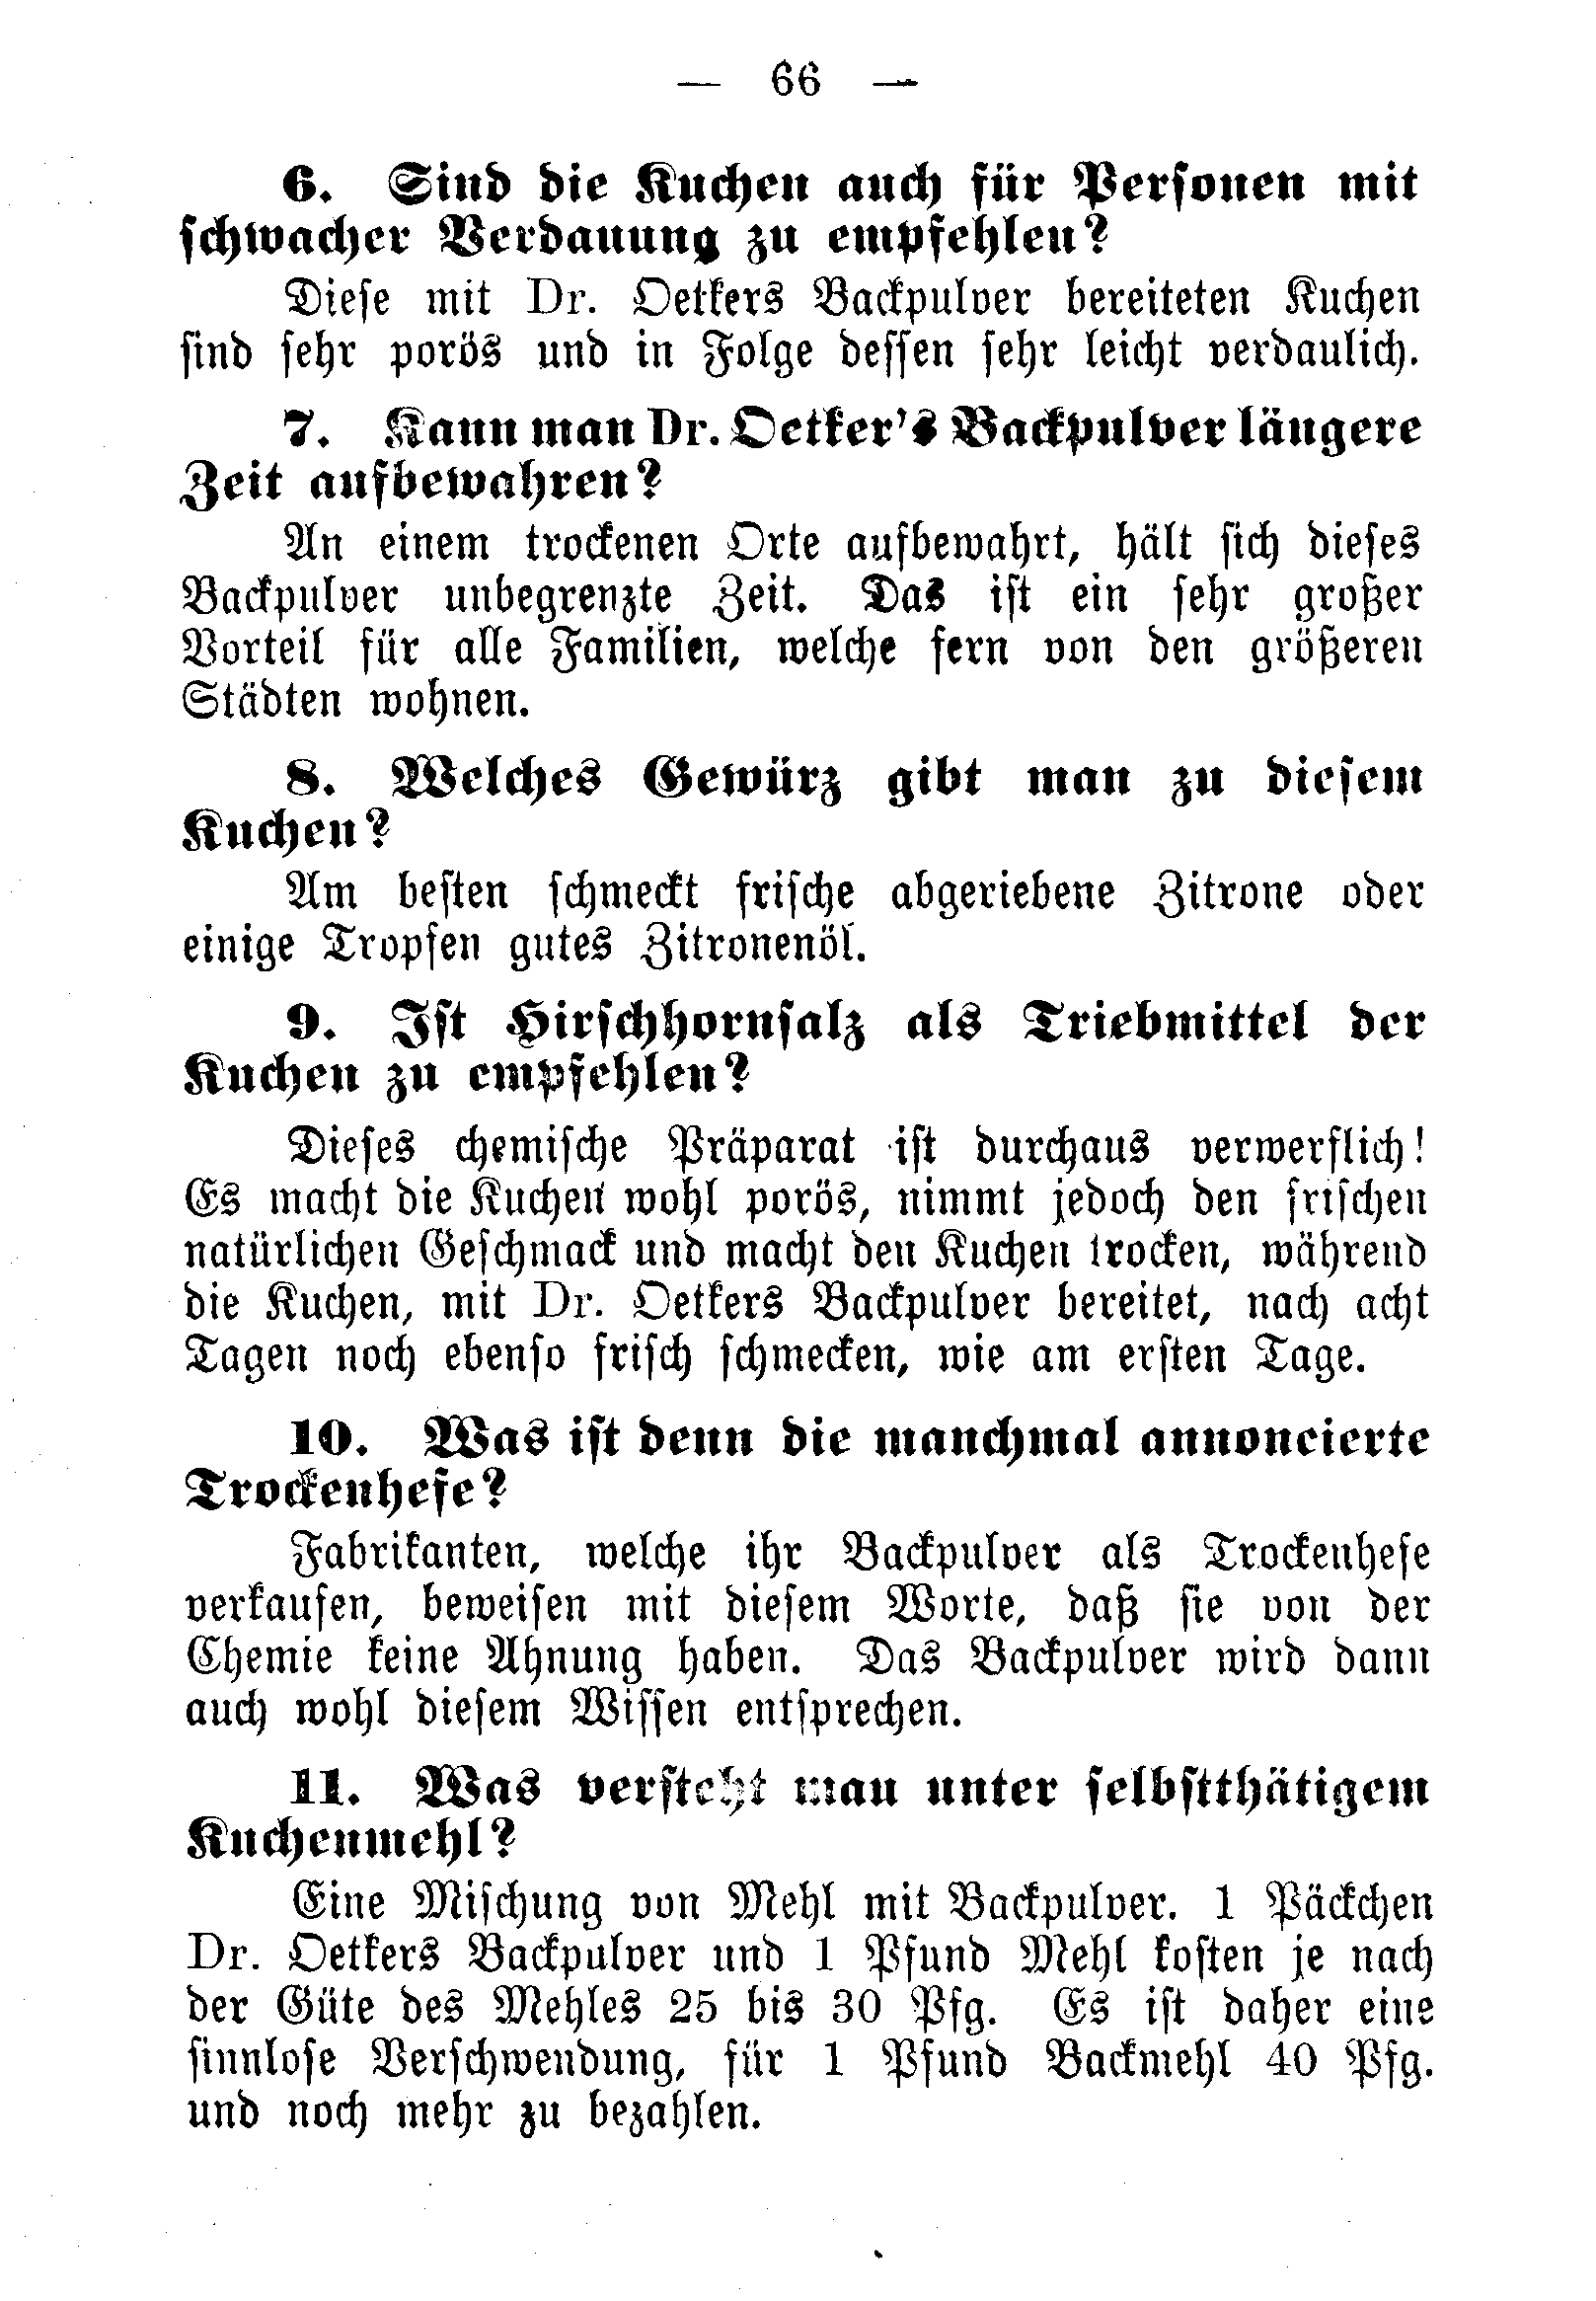 — 66 —
6. Sind die Kuchen auch für Personen mit
schwacher Verdauung zu empfehlen?
Diese mit Dr. Oetkers Backpulver bereiteten Kuchen
sind sehr porös und in Folge dessen sehr leicht verdaulich.
7. Kann man Dr. Oetker's Backpulver längere
Zeit aufbewahren?
An einem trockenen Orte aufbewahrt, hält sich dieses
Backpulver unbegrenzte Zeit. Das ist ein sehr großer
Vorteil für alle Familien, welche fern von den größeren
Städten wohnen.
8. Welches Gewürz gibt man zu diesem
Kuchen?
Am besten schmeckt frische abgeriebene Zitrone oder
einige Tropfen gutes Zitronenöl.
9. Ist Hirschhornsalz als Triebmittel der
Kuchen zu empfehlen?
Dieses chemische Präparat ist durchaus verwerflich!
Es macht die Kuchen wohl porös, nimmt jedoch den frischen
natürlichen Geschmack und macht den Kuchen trocken, während
die Kuchen, mit Dr. Oetkers Backpulver bereitet, nach acht
Tagen noch ebenso frisch schmecken, wie am ersten Tage.
10. Was ist denn die manchmal annoncierte
Trockenhefe?
Fabrikanten, welche ihr Backpulver als Trockenhefe
verkaufen, beweisen mit diesem Worte, daß sie von der
Chemie keine Ahnung haben. Das Backpulver wird dann
auch wohl diesem Wissen entsprechen.
11. Was versteht man unter selbstthätigem
Kuchenmehl?
Eine Mischung von Mehl mit Backpulver. 1 Päckchen
Dr. Oetkers Backpulver und 1 Pfund Mehl kosten je nach
der Güte des Mehles 25 bis 30 Pfg. Es ist daher eine
sinnlose Verschwendung, für 1 Pfund Backmehl 40 Pfg.
und noch mehr zu bezahlen.